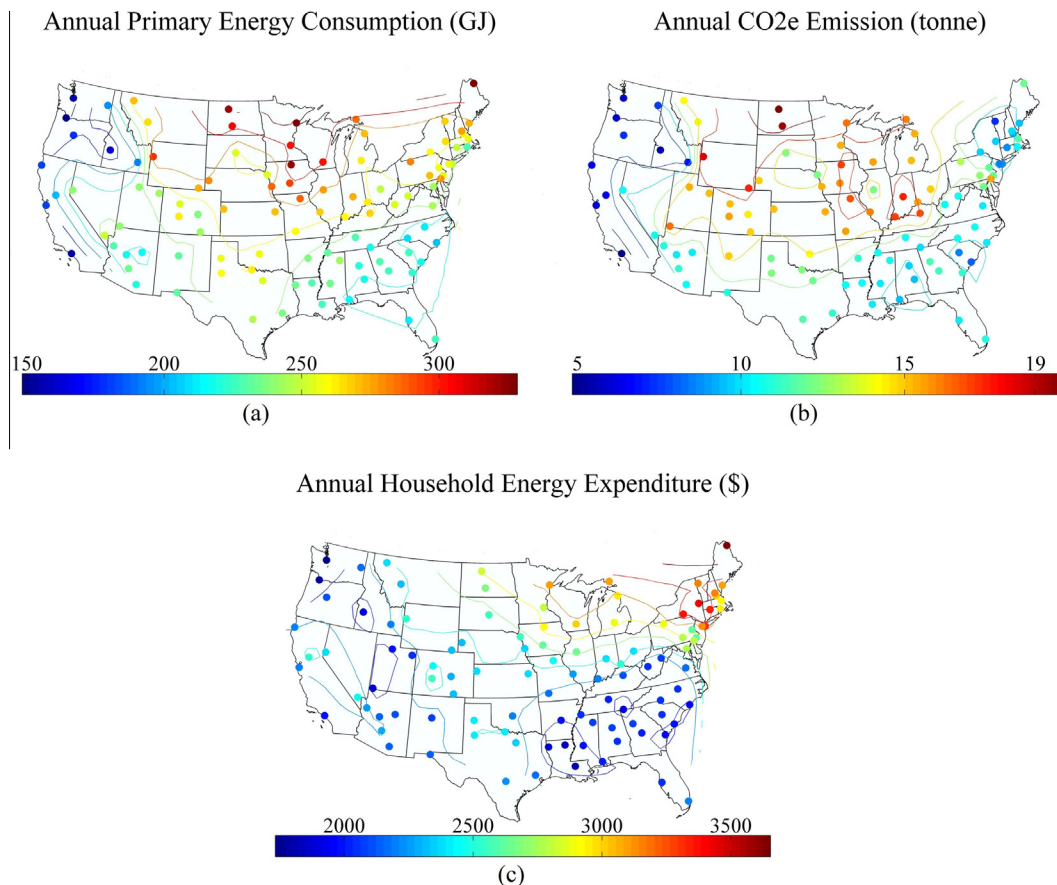 Annual Primary Energy Consumption (GJ)
Annual CO2e Emission (tonne)
150 200 250 300
5 10 15 19
(a)
(b)
Annual Household Energy Expenditure ($)
2000 2500 3000 3500
(c)